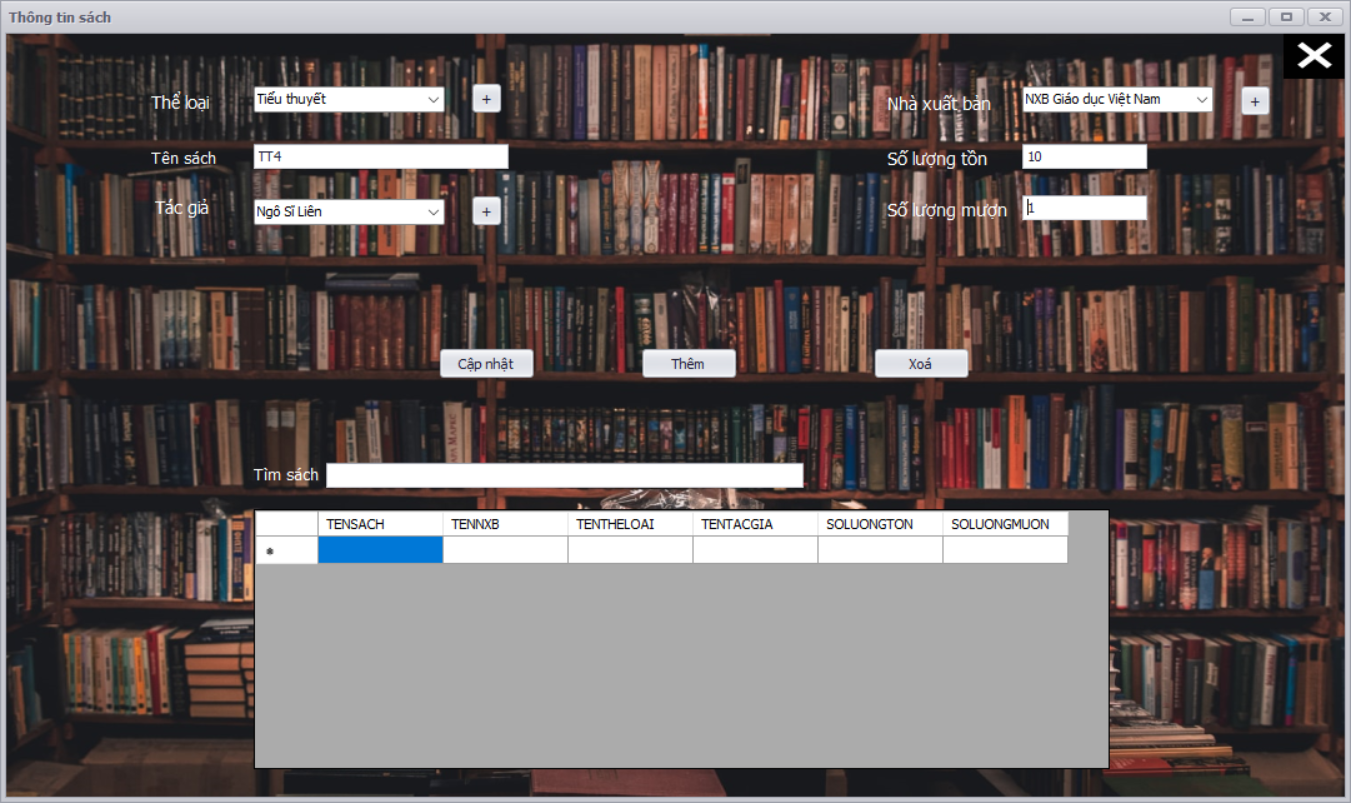 Thông tin sách
Thể loại
Tiểu thuyết
+
Nhà xuất bản
NXB Giáo dục Việt Nam
+
Tên sách
TT4
Số lượng tồn
10
Tác giả
Ngô Sĩ Liên
+
Số lượng mượn
1
Cập nhật
Thêm
Xoá
Tìm sách
TENSACH TENNXB TENTHELOAI TENTACGIA SOLUONGTON SOLUONGMUON